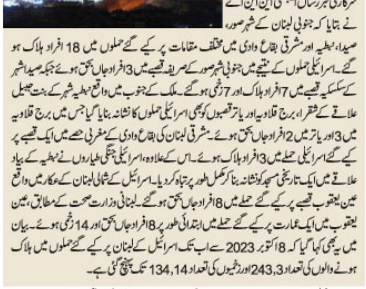 سرکاری خبر رساں ایجنسی این این اے
نے بتایا کہ جنوبی لبنان کے شہر صور،
صیدا، نبطیہ اور مشرقی بقاع وادی میں مختلف مقامات پر کیے گئے حملوں میں 18 افراد ہلاک ہو
گئے۔ اسرائیلی حملوں کے نتیجے میں جنوبی شہر صور کے صریفہ قصبے میں 3 افراد جاں بحق ہوئے جبکہ صیدا شہر
کے سکسکیہ قصبے میں 7 افراد ہلاک اور 7 زخمی ہو گئے۔ ملک کے جنوب میں واقع نبطیہ شہر کے بنت جبیل
علاقے کے شقرا، برج قلاویہ اور یاتر قصبوں کو بھی اسرائیلی حملوں کا نشانہ بنایا گیا جس میں برج قلاویہ
میں 3 اور یاتر میں 2 افراد جاں بحق ہوئے۔ مشرقی لبنان کی بقاع وادی کے مغربی حصے میں ایک قصبے پر
کیے گئے اسرائیلی حملے میں 3 افراد ہلاک ہوئے۔ اس کے علاوہ، اسرائیلی جنگی طیاروں نے نبطیہ کے بیاد
علاقے میں ایک تاریخی مسجد کو نشانہ بنا کر مکمل طور پر تباہ کر دیا۔ اسرائیل کے شمالی لبنان کے عکار میں واقع
عین یعقوب قصبے پر کیے گئے حملے میں 8 افراد جاں بحق ہو گئے۔ لبنانی وزارت صحت کے مطابق، عین
یعقوب میں ایک عمارت پر کیے گئے حملے میں ابتدائی طور پر 8 افراد جاں بحق اور 14 زخمی ہوئے۔ بیان
میں یہ بھی کہا گیا کہ 8 اکتوبر 2023 سے اب تک اسرائیل کے لبنان پر کیے گئے حملوں میں ہلاک
ہونے والوں کی تعداد 3,243 اور زخمیوں کی تعداد 14,134 تک پہنچ گئی ہے۔